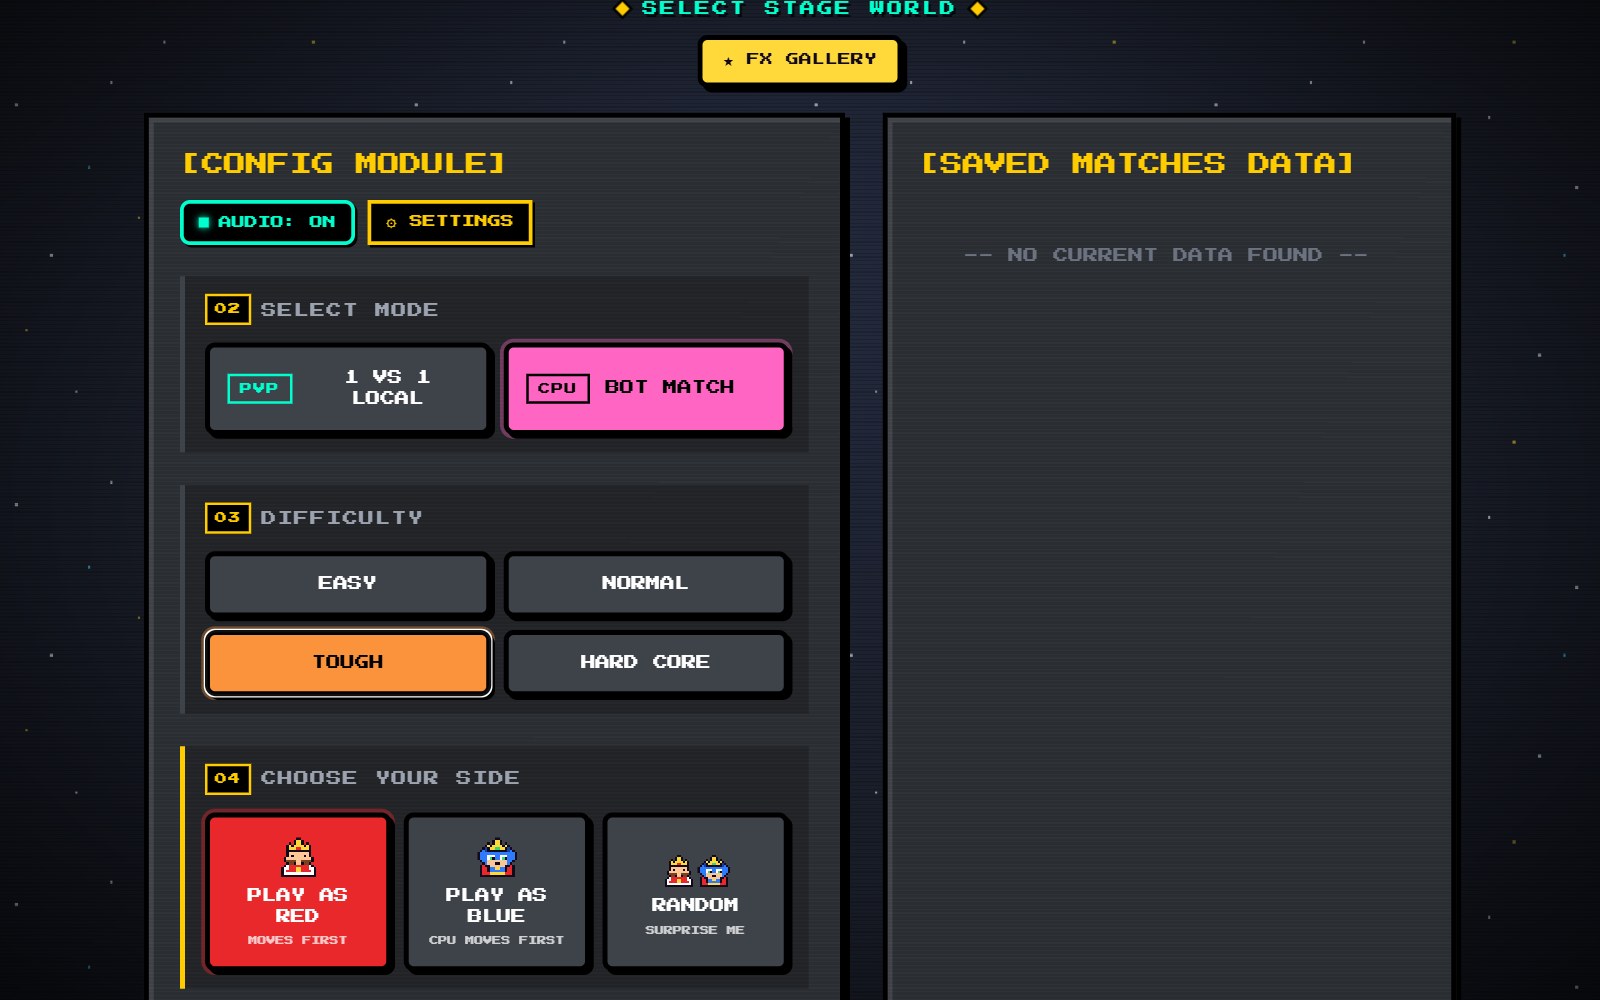 ◆ SELECT STAGE WORLD ◆
★ FX GALLERY
[CONFIG MODULE]
AUDIO: ON
⚙ SETTINGS
02 SELECT MODE
PVP
1 VS 1
LOCAL
CPU BOT MATCH
03 DIFFICULTY
EASY
NORMAL
TOUGH
HARD CORE
04 CHOOSE YOUR SIDE
PLAY AS
RED
MOVES FIRST
PLAY AS
BLUE
CPU MOVES FIRST
RANDOM
SURPRISE ME
[SAVED MATCHES DATA]
-- NO CURRENT DATA FOUND --